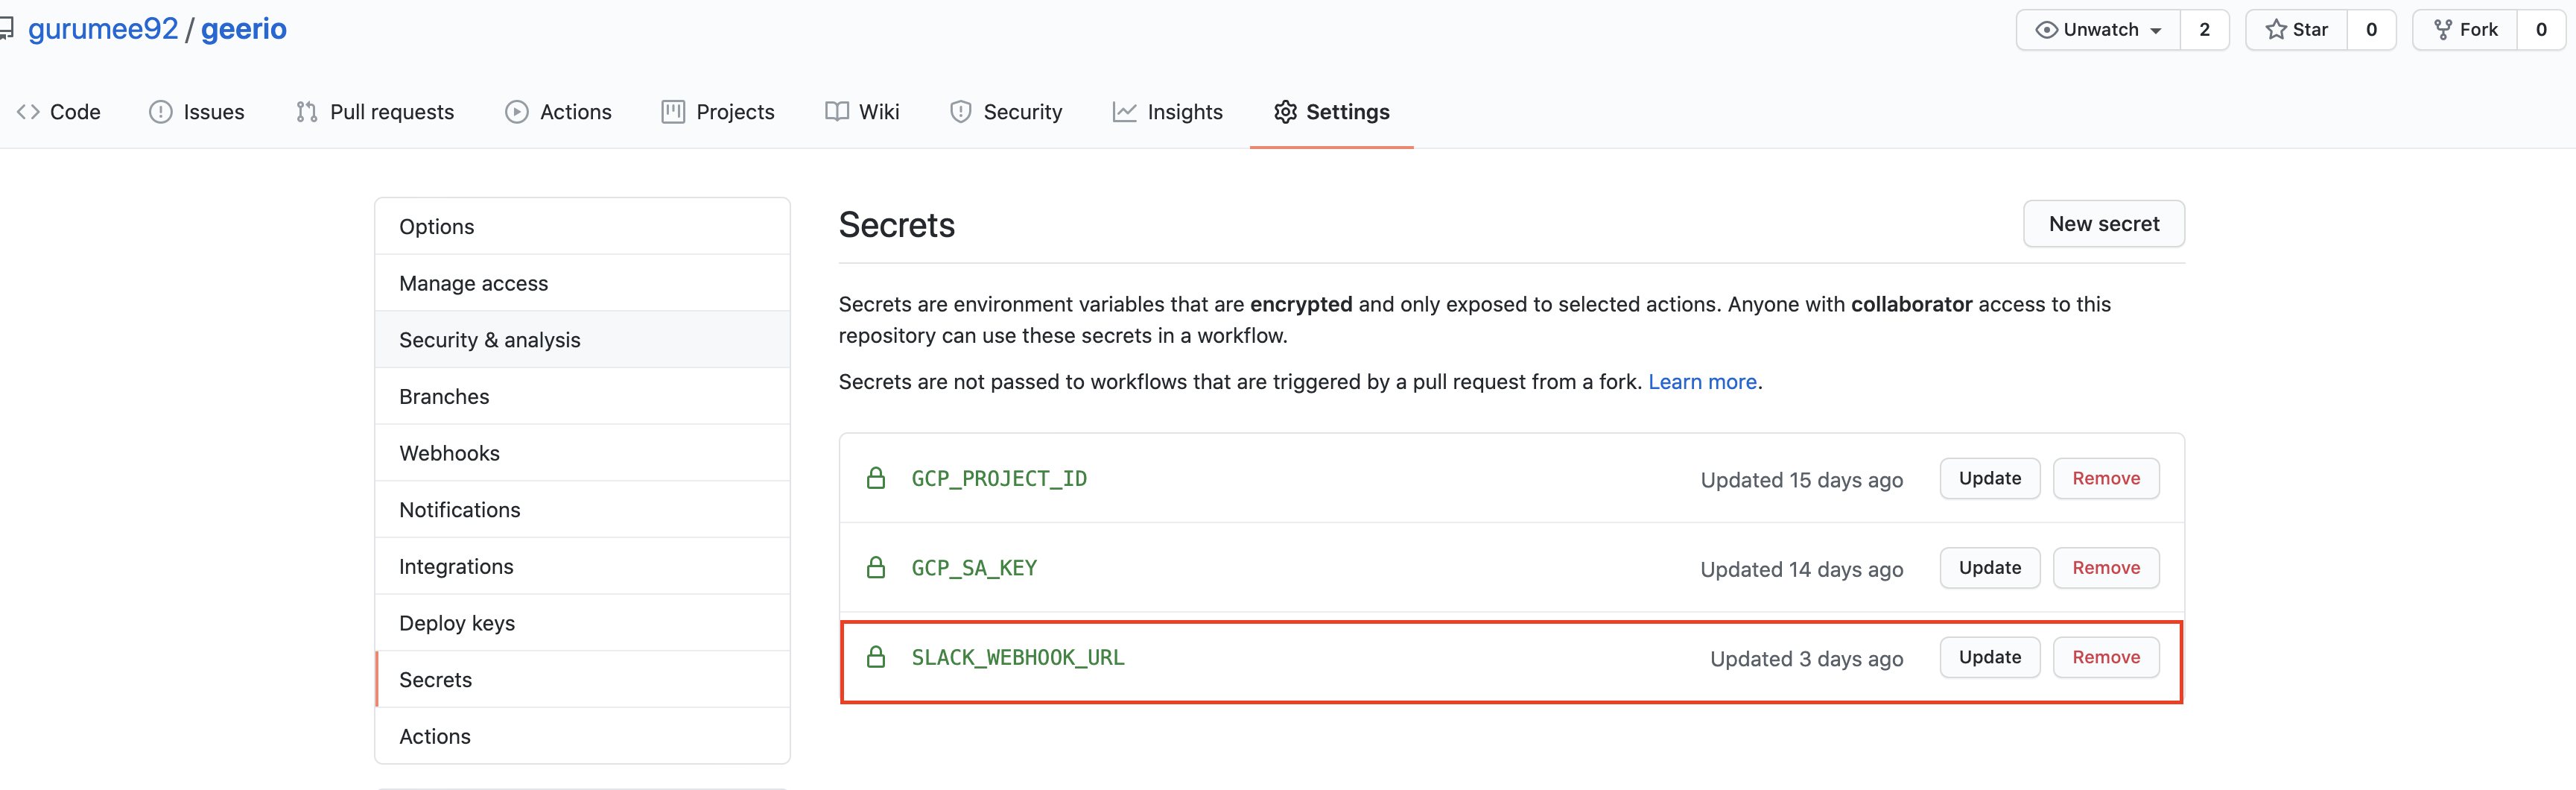 gurumee92 / geerio
Unwatch 2 Star 0 Fork 0
Code Issues Pull requests Actions Projects Wiki Security Insights Settings
Options
Manage access
Security & analysis
Branches
Webhooks
Notifications
Integrations
Deploy keys
Secrets
Actions
Secrets
New secret
Secrets are environment variables that are encrypted and only exposed to selected actions. Anyone with collaborator access to this
repository can use these secrets in a workflow.
Secrets are not passed to workflows that are triggered by a pull request from a fork. Learn more.
GCP_PROJECT_ID Updated 15 days ago Update Remove
GCP_SA_KEY Updated 14 days ago Update Remove
SLACK_WEBHOOK_URL Updated 3 days ago Update Remove